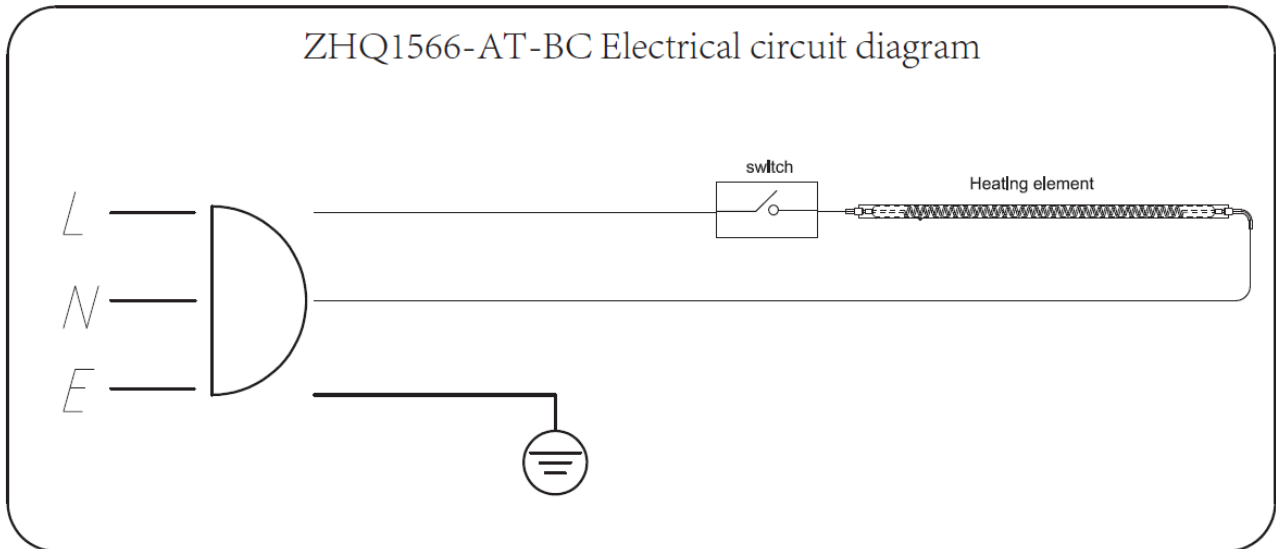 ZHQ1566-AT-BC Electrical circuit diagram
switch
Heating element
L
N
E